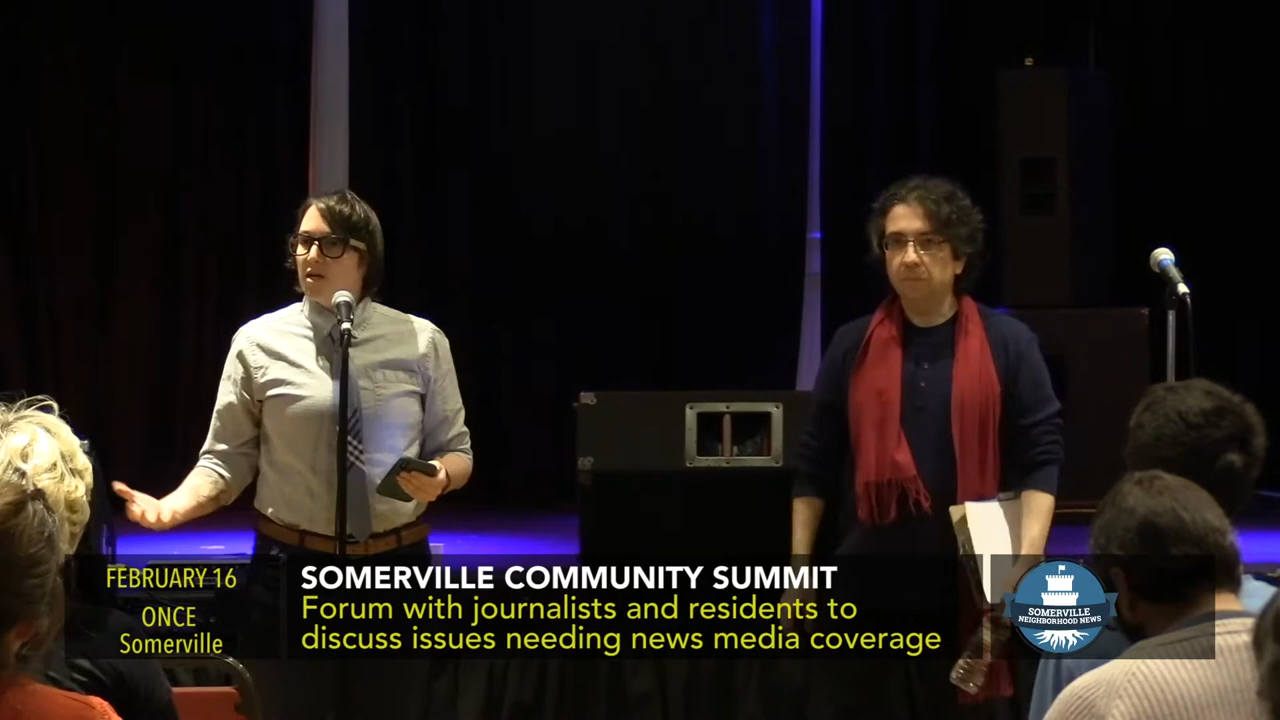 FEBRUARY 16
ONCE
Somerville
SOMERVILLE COMMUNITY SUMMIT
Forum with journalists and residents to
discuss issues needing news media coverage
SOMERVILLE
NEIGHBORHOOD NEWS